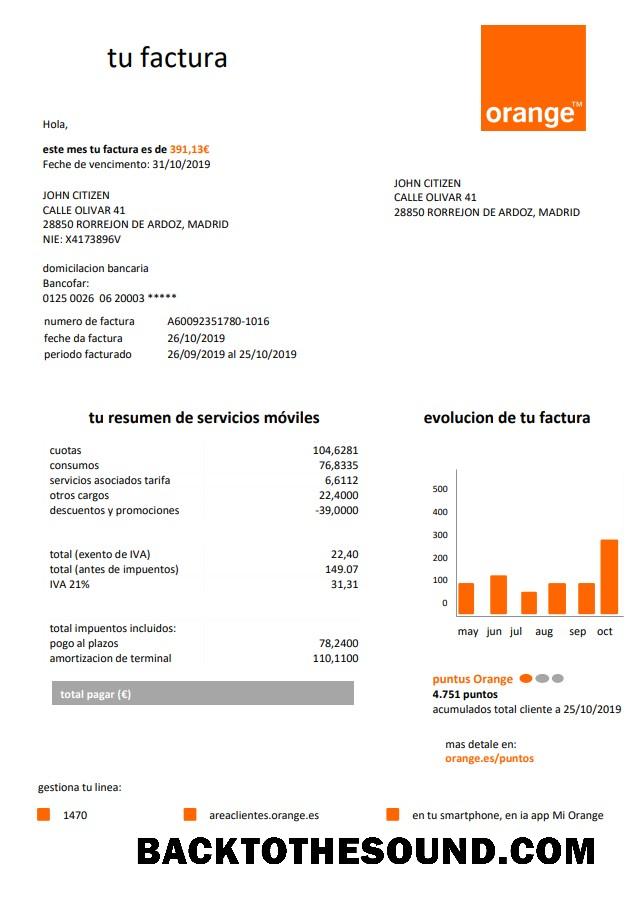 tu factura
orange™
Hola,
este mes tu factura es de 391,13€
Feche de vencimento: 31/10/2019
JOHN CITIZEN
CALLE OLIVAR 41
28850 RORREJON DE ARDOZ, MADRID
NIE: X4173896V
JOHN CITIZEN
CALLE OLIVAR 41
28850 RORREJON DE ARDOZ, MADRID
domicilacion bancaria
Bancofar:
0125 0026 06 20003 *****
numero de factura A60092351780-1016
feche da factura 26/10/2019
periodo facturado 26/09/2019 al 25/10/2019
tu resumen de servicios móviles
cuotas 104,6281
consumos 76,8335
servicios asociados tarifa 6,6112
otros cargos 22,4000
descuentos y promociones -39,0000
total (exento de IVA) 22,40
total (antes de impuentos) 149.07
IVA 21% 31,31
total impuentos incluidos:
pogo al plazos 78,2400
amortizacion de terminal 110,1100
total pagar (€)
evolucion de tu factura
500
400
300
200
100
0
may jun jul aug sep oct
puntus Orange
4.751 puntos
acumulados total cliente a 25/10/2019
mas detale en:
orange.es/puntos
gestiona tu linea:
1470
areaclientes.orange.es
en tu smartphone, en ia app Mi Orange
BACKTOTHESOUND.COM